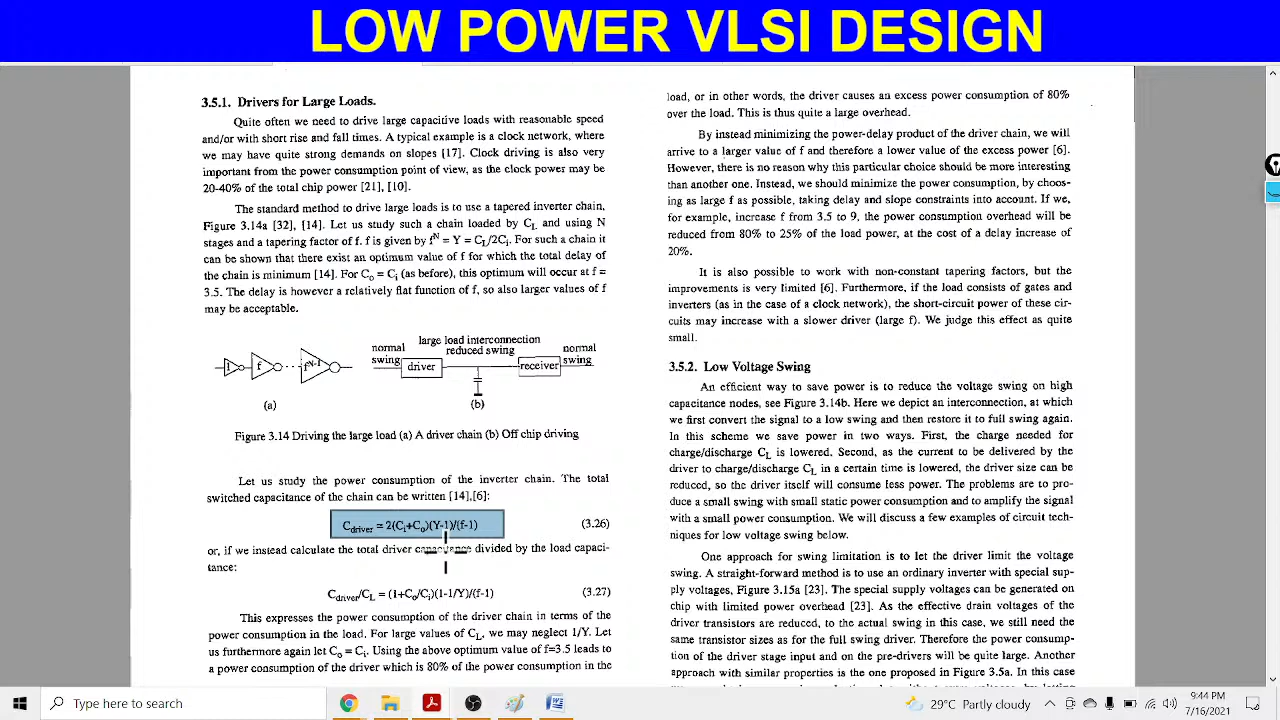 LOW POWER VLSI DESIGN
3.5.1. Drivers for Large Loads.
Quite often we need to drive large capacitive loads with reasonable speed
and/or with short rise and fall times. A typical example is a clock network, where
we may have quite strong demands on slopes [17]. Clock driving is also very
important from the power consumption point of view, as the clock power may be
20-40% of the total chip power [21], [10].
The standard method to drive large loads is to use a tapered inverter chain,
Figure 3.14a [32], [14]. Let us study such a chain loaded by CL and using N
stages and a tapering factor of f. f is given by f^N = Y = CL/2Ci. For such a chain it
can be shown that there exist an optimum value of f for which the total delay of
the chain is minimum [14]. For Co = Ci (as before), this optimum will occur at f =
3.5. The delay is however a relatively flat function of f, so also larger values of f
may be acceptable.
1 f f^N-1
(a)
normal swing
large load interconnection
reduced swing
normal swing
driver
receiver
(b)
Figure 3.14 Driving the large load (a) A driver chain (b) Off chip driving
Let us study the power consumption of the inverter chain. The total
switched capacitance of the chain can be written [14],[6]:
Cdriver = 2(Ci+Co)(Y-1)/(f-1) (3.26)
or, if we instead calculate the total driver capacitance divided by the load capaci-
tance:
Cdriver/CL = (1+Co/Ci)(1-1/Y)/(f-1) (3.27)
This expresses the power consumption of the driver chain in terms of the
power consumption in the load. For large values of CL, we may neglect 1/Y. Let
us furthermore again let Co = Ci. Using the above optimum value of f=3.5 leads to
a power consumption of the driver which is 80% of the power consumption in the
load, or in other words, the driver causes an excess power consumption of 80%
over the load. This is thus quite a large overhead.
By instead minimizing the power-delay product of the driver chain, we will
arrive to a larger value of f and therefore a lower value of the excess power [6].
However, there is no reason why this particular choice should be more interesting
than another one. Instead, we should minimize the power consumption, by choos-
ing as large f as possible, taking delay and slope constraints into account. If we,
for example, increase f from 3.5 to 9, the power consumption overhead will be
reduced from 80% to 25% of the load power, at the cost of a delay increase of
20%.
It is also possible to work with non-constant tapering factors, but the
improvements is very limited [6]. Furthermore, if the load consists of gates and
inverters (as in the case of a clock network), the short-circuit power of these cir-
cuits may increase with a slower driver (large f). We judge this effect as quite
small.
3.5.2. Low Voltage Swing
An efficient way to save power is to reduce the voltage swing on high
capacitance nodes, see Figure 3.14b. Here we depict an interconnection, at which
we first convert the signal to a low swing and then restore it to full swing again.
In this scheme we save power in two ways. First, the charge needed for
charge/discharge CL is lowered. Second, as the current to be delivered by the
driver to charge/discharge CL in a certain time is lowered, the driver size can be
reduced, so the driver itself will consume less power. The problems are to pro-
duce a small swing with small static power consumption and to amplify the signal
with a small power consumption. We will discuss a few examples of circuit tech-
niques for low voltage swing below.
One approach for swing limitation is to let the driver limit the voltage
swing. A straight-forward method is to use an ordinary inverter with special sup-
ply voltages, Figure 3.15a [23]. The special supply voltages can be generated on
chip with limited power overhead [23]. As the effective drain voltages of the
driver transistors are reduced, to the actual swing in this case, we still need the
same transistor sizes as for the full swing driver. Therefore the power consump-
tion of the driver stage input and on the pre-drivers will be quite large. Another
approach with similar properties is the one proposed in Figure 3.5a. In this case
Type here to search
29°C Partly cloudy
9:44 PM
7/16/2021